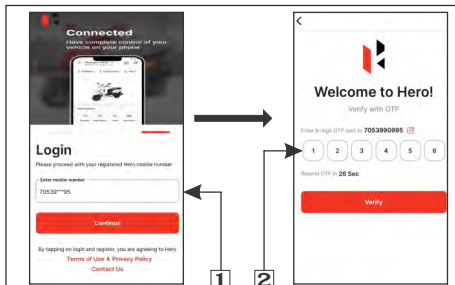 Connected
Have complete control of your
vehicle on your phone
Login
Please proceed with your registered Hero mobile number
Enter mobile number
70539***95
Continue
By tapping on login and register, you are agreeing to Hero
Terms of Use & Privacy Policy
Contact Us
1
Welcome to Hero!
Verify with OTP
Enter 6-digit OTP sent to 7053990995
1 2 3 4 5 6
Resend OTP in 26 Sec
Verify
2